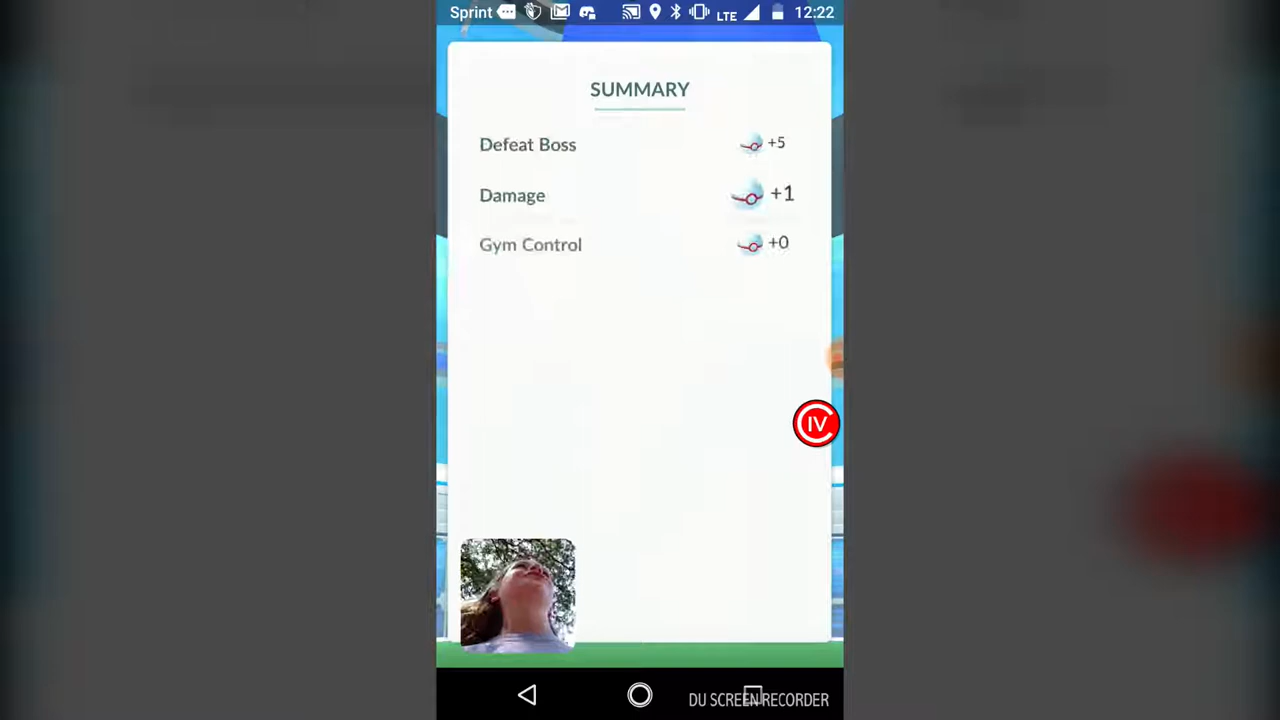 Sprint LTE 12:22
SUMMARY
Defeat Boss +5
Damage +1
Gym Control +0
IV
DU SCREEN RECORDER